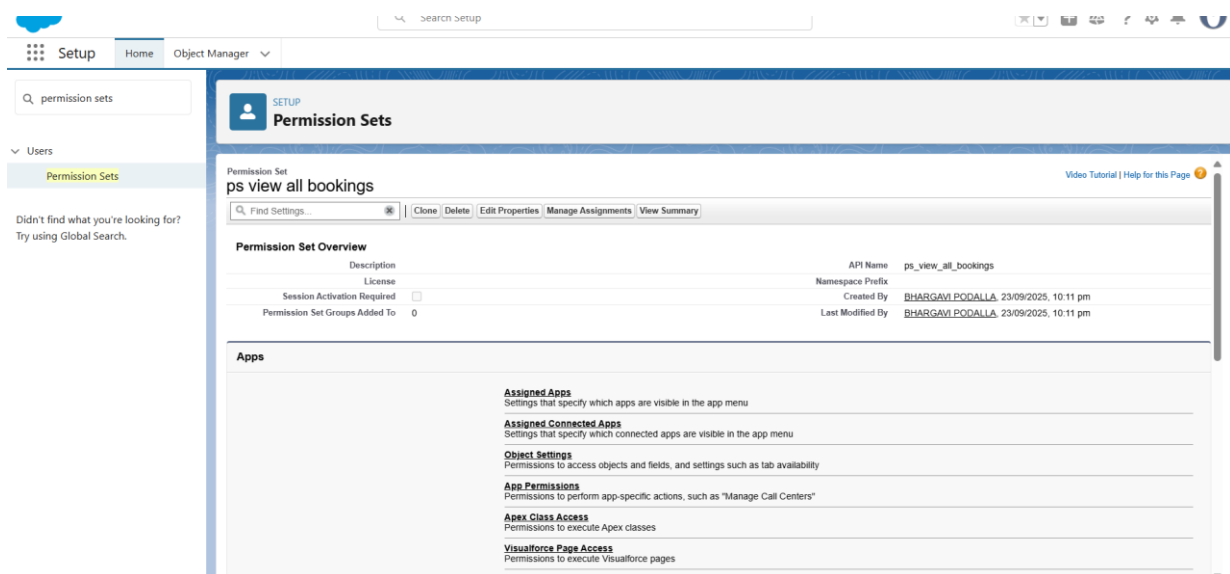 Search Setup
Setup Home Object Manager
permission sets
Users
Permission Sets
Didn't find what you're looking for?
Try using Global Search.
SETUP
Permission Sets
Permission Set
ps view all bookings
Video Tutorial | Help for this Page
Find Settings... | Clone Delete Edit Properties Manage Assignments View Summary
Permission Set Overview
Description API Name ps_view_all_bookings
License Namespace Prefix
Session Activation Required Created By BHARGAVI PODALLA, 23/09/2025, 10:11 pm
Permission Set Groups Added To 0 Last Modified By BHARGAVI PODALLA, 23/09/2025, 10:11 pm
Apps
Assigned Apps
Settings that specify which apps are visible in the app menu
Assigned Connected Apps
Settings that specify which connected apps are visible in the app menu
Object Settings
Permissions to access objects and fields, and settings such as tab availability
App Permissions
Permissions to perform app-specific actions, such as "Manage Call Centers"
Apex Class Access
Permissions to execute Apex classes
Visualforce Page Access
Permissions to execute Visualforce pages